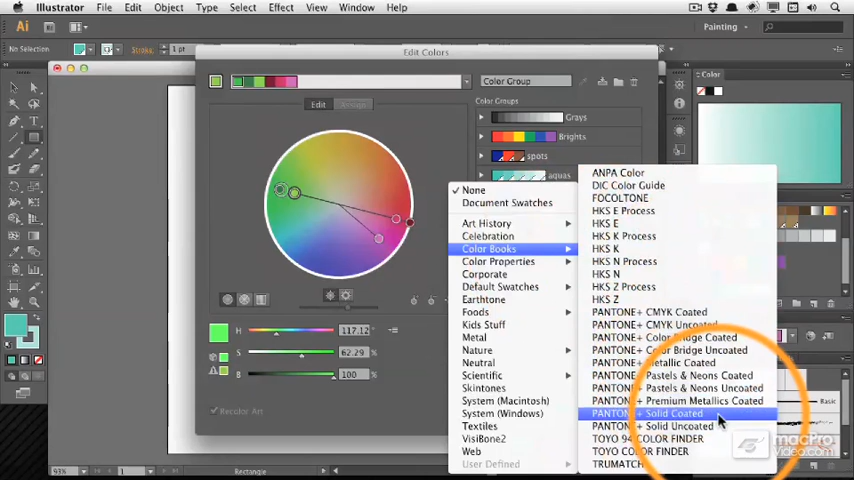 Illustrator File Edit Object Type Select Effect View Window Help
Ai Painting
No Selection Stroke: 1 pt
Edit Colors
Color
Color Group
Edit Assign
Color Groups
Grays
Brights
spots
aquas
None
Document Swatches
Art History
Celebration
Color Books
Color Properties
Corporate
Default Swatches
Earthtone
Foods
Kids Stuff
Metal
Nature
Neutral
Scientific
Skintones
System (Macintosh)
System (Windows)
Textiles
VisiBone2
Web
User Defined
ANPA Color
DIC Color Guide
FOCOLTONE
HKS E Process
HKS E
HKS K Process
HKS K
HKS N Process
HKS N
HKS Z Process
HKS Z
PANTONE+ CMYK Coated
PANTONE+ CMYK Uncoated
PANTONE+ Color Bridge Coated
PANTONE+ Color Bridge Uncoated
PANTONE+ Metallic Coated
PANTONE+ Pastels & Neons Coated
PANTONE+ Pastels & Neons Uncoated
PANTONE+ Premium Metallics Coated
PANTONE+ Solid Coated
PANTONE+ Solid Uncoated
TOYO 94 COLOR FINDER
TOYO COLOR FINDER
TRUMATCH
H 117.12 °
S 62.29 %
B 100 %
Recolor Art
Basic
93% 1 Rectangle
macProVideo.com